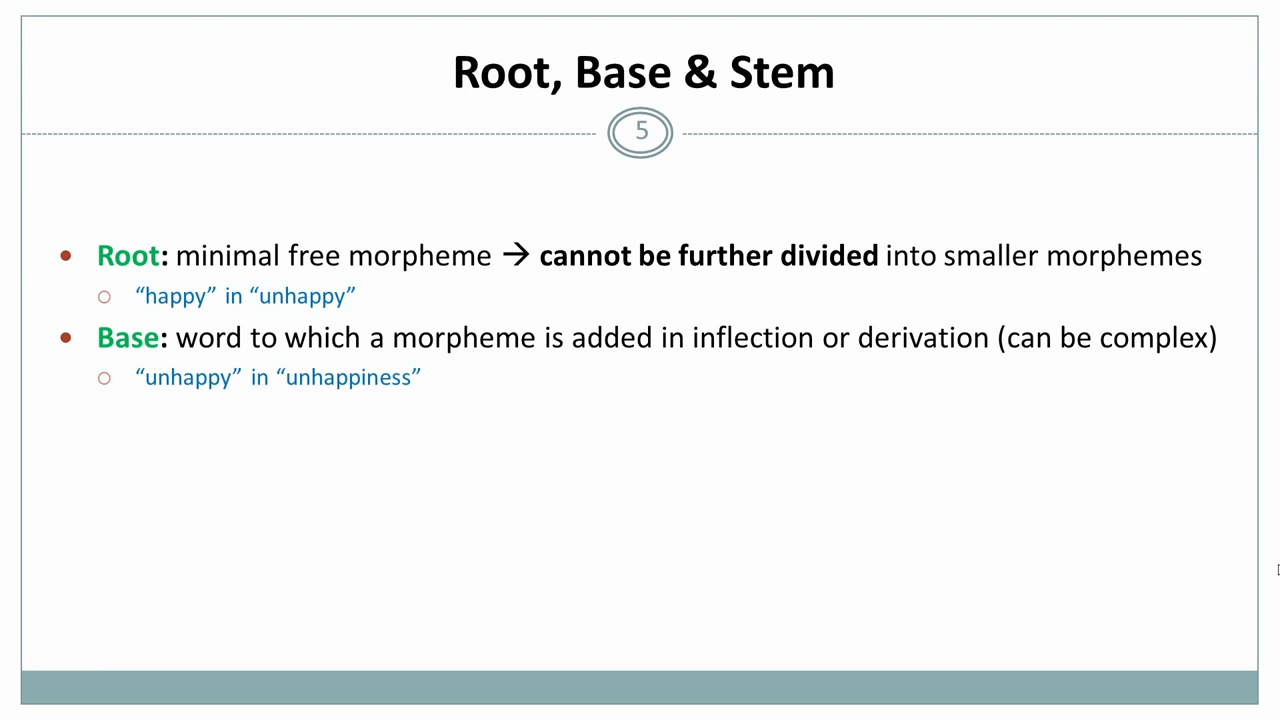 Root, Base & Stem
5
• Root: minimal free morpheme → cannot be further divided into smaller morphemes
○ “happy” in “unhappy”
• Base: word to which a morpheme is added in inflection or derivation (can be complex)
○ “unhappy” in “unhappiness”